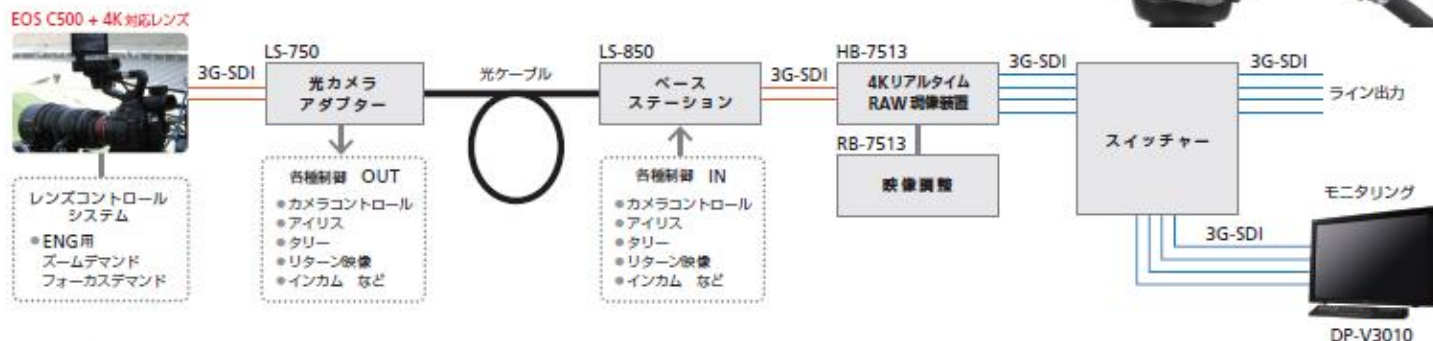 EOS C500 + 4K対応レンズ
3G-SDI
LS-750
光カメラ
アダプター
光ケーブル
LS-850
ベース
ステーション
3G-SDI
HB-7513
4Kリアルタイム
RAW現像装置
3G-SDI
スイッチャー
3G-SDI
ライン出力
RB-7513
映像調整
レンズコントロール
システム
●ENG用
ズームデマンド
フォーカスデマンド
各種制御 OUT
●カメラコントロール
●アイリス
●タリー
●リターン映像
●インカム など
各種制御 IN
●カメラコントロール
●アイリス
●タリー
●リターン映像
●インカム など
3G-SDI
モニタリング
DP-V3010